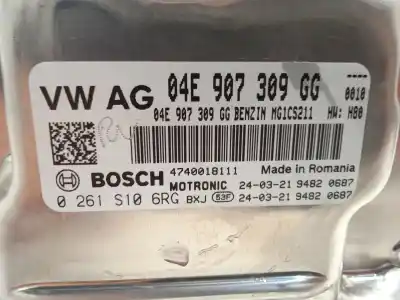 VW AG 04E 907 309 GG ----
0010
04E 907 309 GG BENZIN MG1CS211 HW: H80
4740018111 Made in Romania
BOSCH MOTRONIC 24-03-21 9482 0687
0 261 S10 6RG BXJ 53F 24-03-21 9482 0687